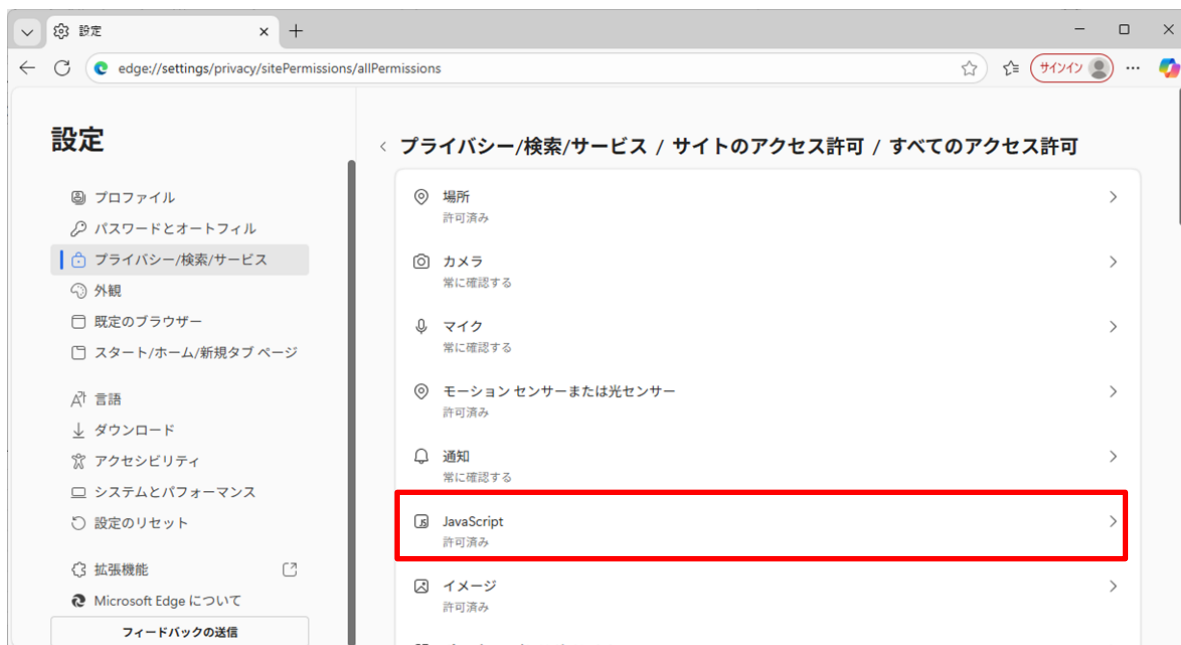 設定
edge://settings/privacy/sitePermissions/allPermissions
サインイン
設定
プロファイル
パスワードとオートフィル
プライバシー/検索/サービス
外観
既定のブラウザー
スタート/ホーム/新規タブ ページ
言語
ダウンロード
アクセシビリティ
システムとパフォーマンス
設定のリセット
拡張機能
Microsoft Edge について
フィードバックの送信
プライバシー/検索/サービス / サイトのアクセス許可 / すべてのアクセス許可
場所
許可済み
カメラ
常に確認する
マイク
常に確認する
モーション センサーまたは光センサー
許可済み
通知
常に確認する
JavaScript
許可済み
イメージ
許可済み